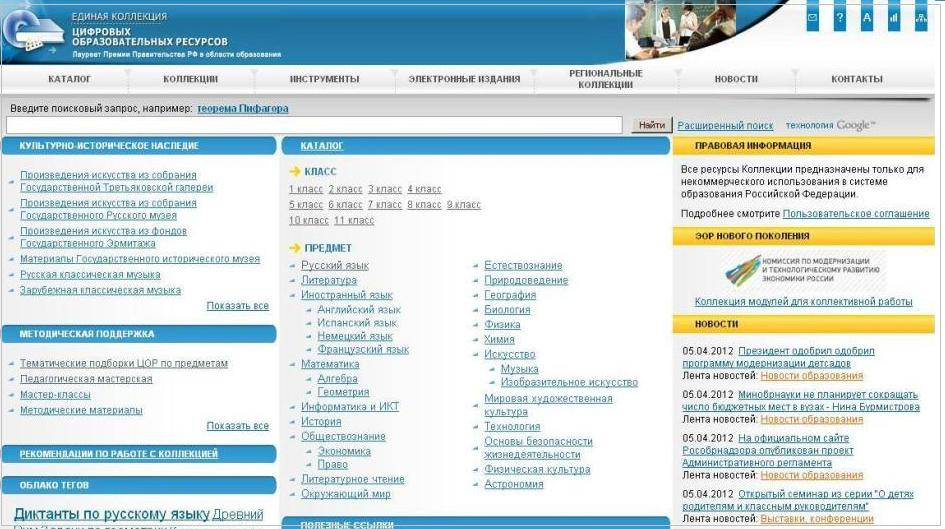 ЕДИНАЯ КОЛЛЕКЦИЯ
ЦИФРОВЫХ
ОБРАЗОВАТЕЛЬНЫХ РЕСУРСОВ
Лауреат Премии Правительства РФ в области образования
КАТАЛОГ КОЛЛЕКЦИИ ИНСТРУМЕНТЫ ЭЛЕКТРОННЫЕ ИЗДАНИЯ РЕГИОНАЛЬНЫЕ КОЛЛЕКЦИИ НОВОСТИ КОНТАКТЫ
Введите поисковый запрос, например: теорема Пифагора
Найти Расширенный поиск технология Google™
КУЛЬТУРНО-ИСТОРИЧЕСКОЕ НАСЛЕДИЕ
Произведения искусства из собрания
Государственной Третьяковской галереи
Произведения искусства из собрания
Государственного Русского музея
Произведения искусства из фондов
Государственного Эрмитажа
Материалы Государственного исторического музея
Русская классическая музыка
Зарубежная классическая музыка
Показать все
МЕТОДИЧЕСКАЯ ПОДДЕРЖКА
Тематические подборки ЦОР по предметам
Педагогическая мастерская
Мастер-классы
Методические материалы
Показать все
РЕКОМЕНДАЦИИ ПО РАБОТЕ С КОЛЛЕКЦИЕЙ
ОБЛАКО ТЕГОВ
Диктанты по русскому языку Древний
КАТАЛОГ
КЛАСС
1 класс 2 класс 3 класс 4 класс
5 класс 6 класс 7 класс 8 класс 9 класс
10 класс 11 класс
ПРЕДМЕТ
Русский язык
Литература
Иностранный язык
Английский язык
Испанский язык
Немецкий язык
Французский язык
Математика
Алгебра
Геометрия
Информатика и ИКТ
История
Обществознание
Экономика
Право
Литературное чтение
Окружающий мир
Естествознание
Природоведение
География
Биология
Физика
Химия
Искусство
Музыка
Изобразительное искусство
Мировая художественная
культура
Технология
Основы безопасности
жизнедеятельности
Физическая культура
Астрономия
ПОЛЕЗНЫЕ ССЫЛКИ
ПРАВОВАЯ ИНФОРМАЦИЯ
Все ресурсы Коллекции предназначены только для
некоммерческого использования в системе
образования Российской Федерации.
Подробнее смотрите Пользовательское соглашение
ЭОР НОВОГО ПОКОЛЕНИЯ
КОМИССИЯ ПО МОДЕРНИЗАЦИИ
И ТЕХНОЛОГИЧЕСКОМУ РАЗВИТИЮ
ЭКОНОМИКИ РОССИИ
Коллекция модулей для коллективной работы
НОВОСТИ
05.04.2012 Президент одобрил одобрил
программу модернизации детсадов
Лента новостей: Новости образования
05.04.2012 Минобрнауки не планирует сокращать
число бюджетных мест в вузах - Нина Бурмистрова
Лента новостей: Новости образования
05.04.2012 На официальном сайте
Рособрнадзора опубликован проект
Административного регламента
Лента новостей: Новости образования
05.04.2012 Открытый семинар из серии "О детях
родителям и классным руководителям"
Лента новостей: Выставки, конференции